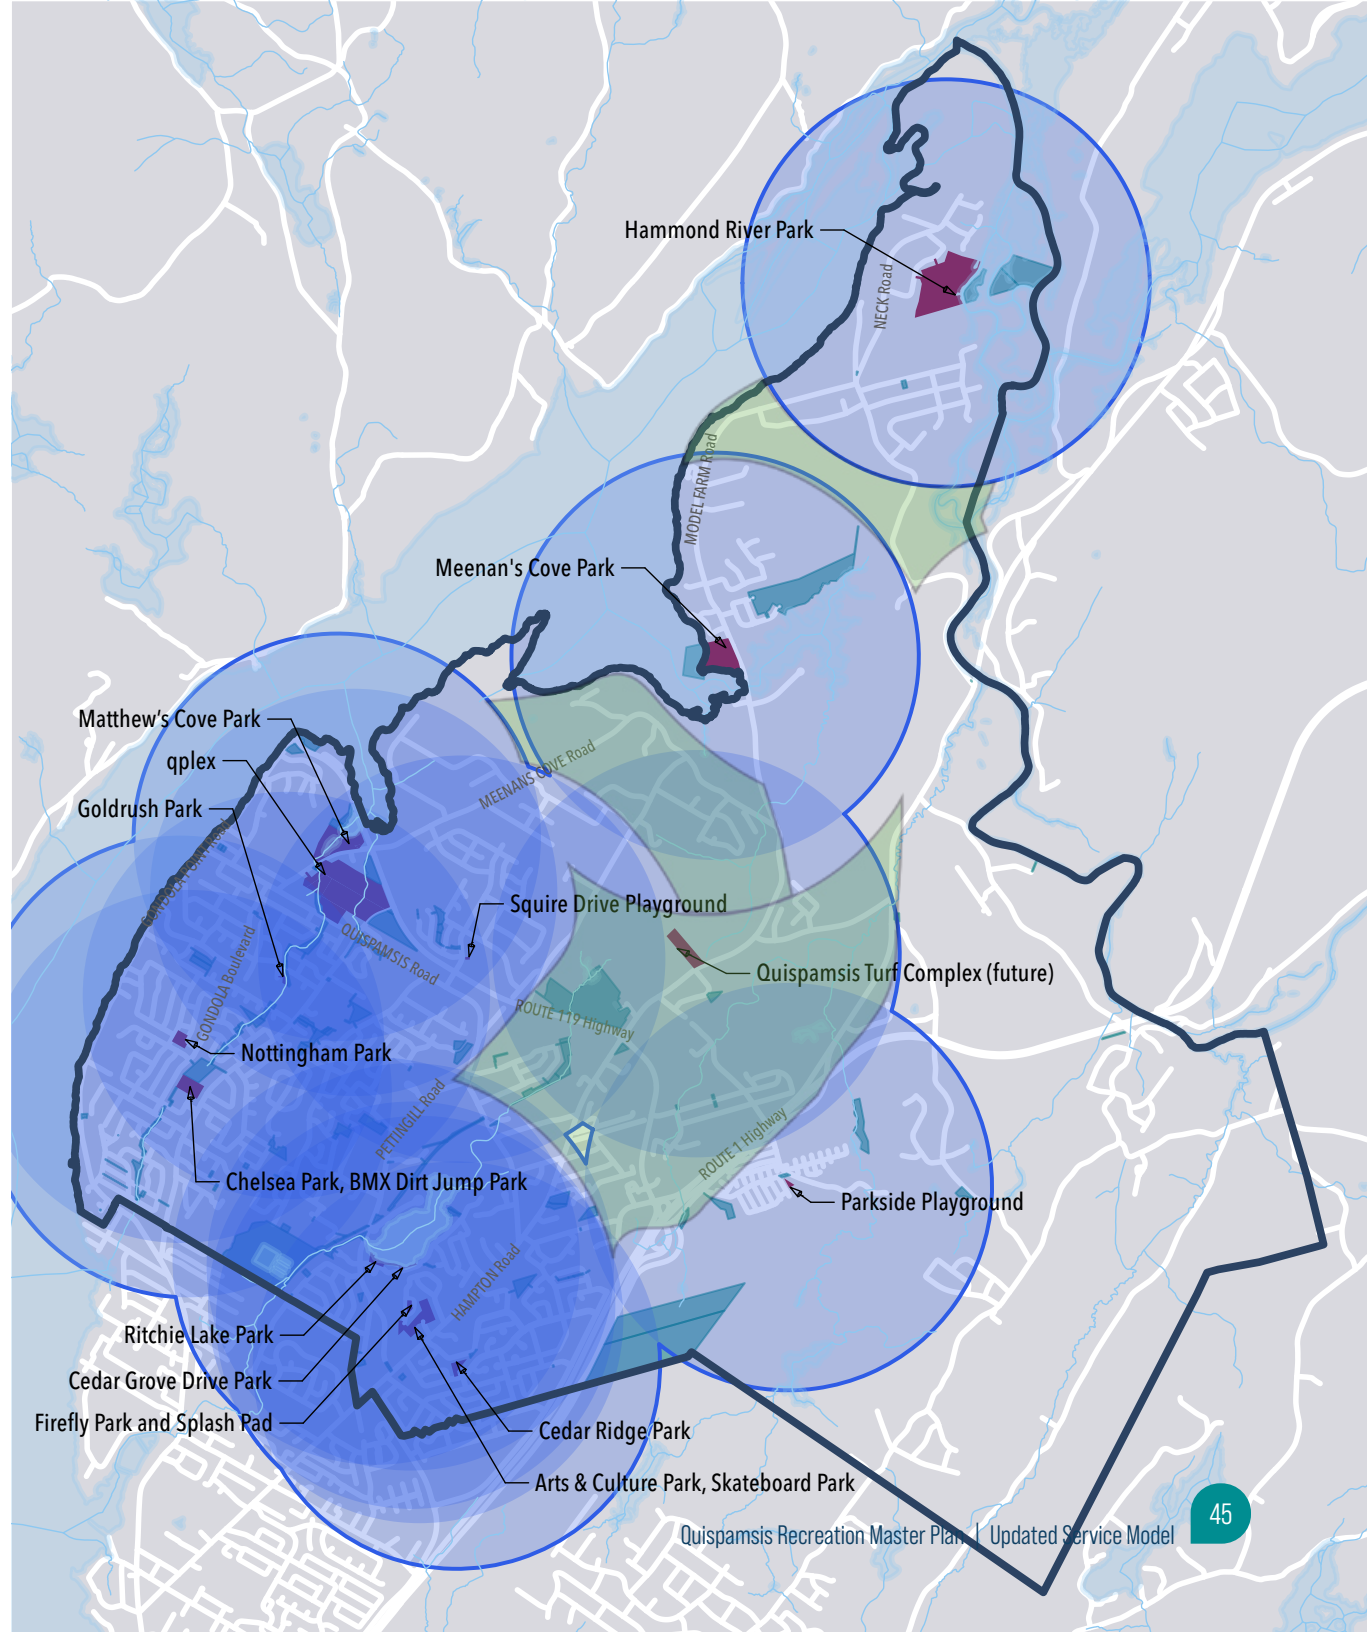 Hammond River Park
NECK Road
MODEL FARM Road
Meenan's Cove Park
Matthew's Cove Park
qplex
MEENANS COVE Road
Goldrush Park
GONDOLA POINT Road
Squire Drive Playground
QUISPAMSIS Road
GONDOLA Boulevard
Quispamsis Turf Complex (future)
ROUTE 119 Highway
Nottingham Park
PETTINGILL Road
ROUTE 1 Highway
Chelsea Park, BMX Dirt Jump Park
Parkside Playground
HAMPTON Road
Ritchie Lake Park
Cedar Grove Drive Park
Firefly Park and Splash Pad
Cedar Ridge Park
Arts & Culture Park, Skateboard Park
Quispamsis Recreation Master Plan | Updated Service Model
45